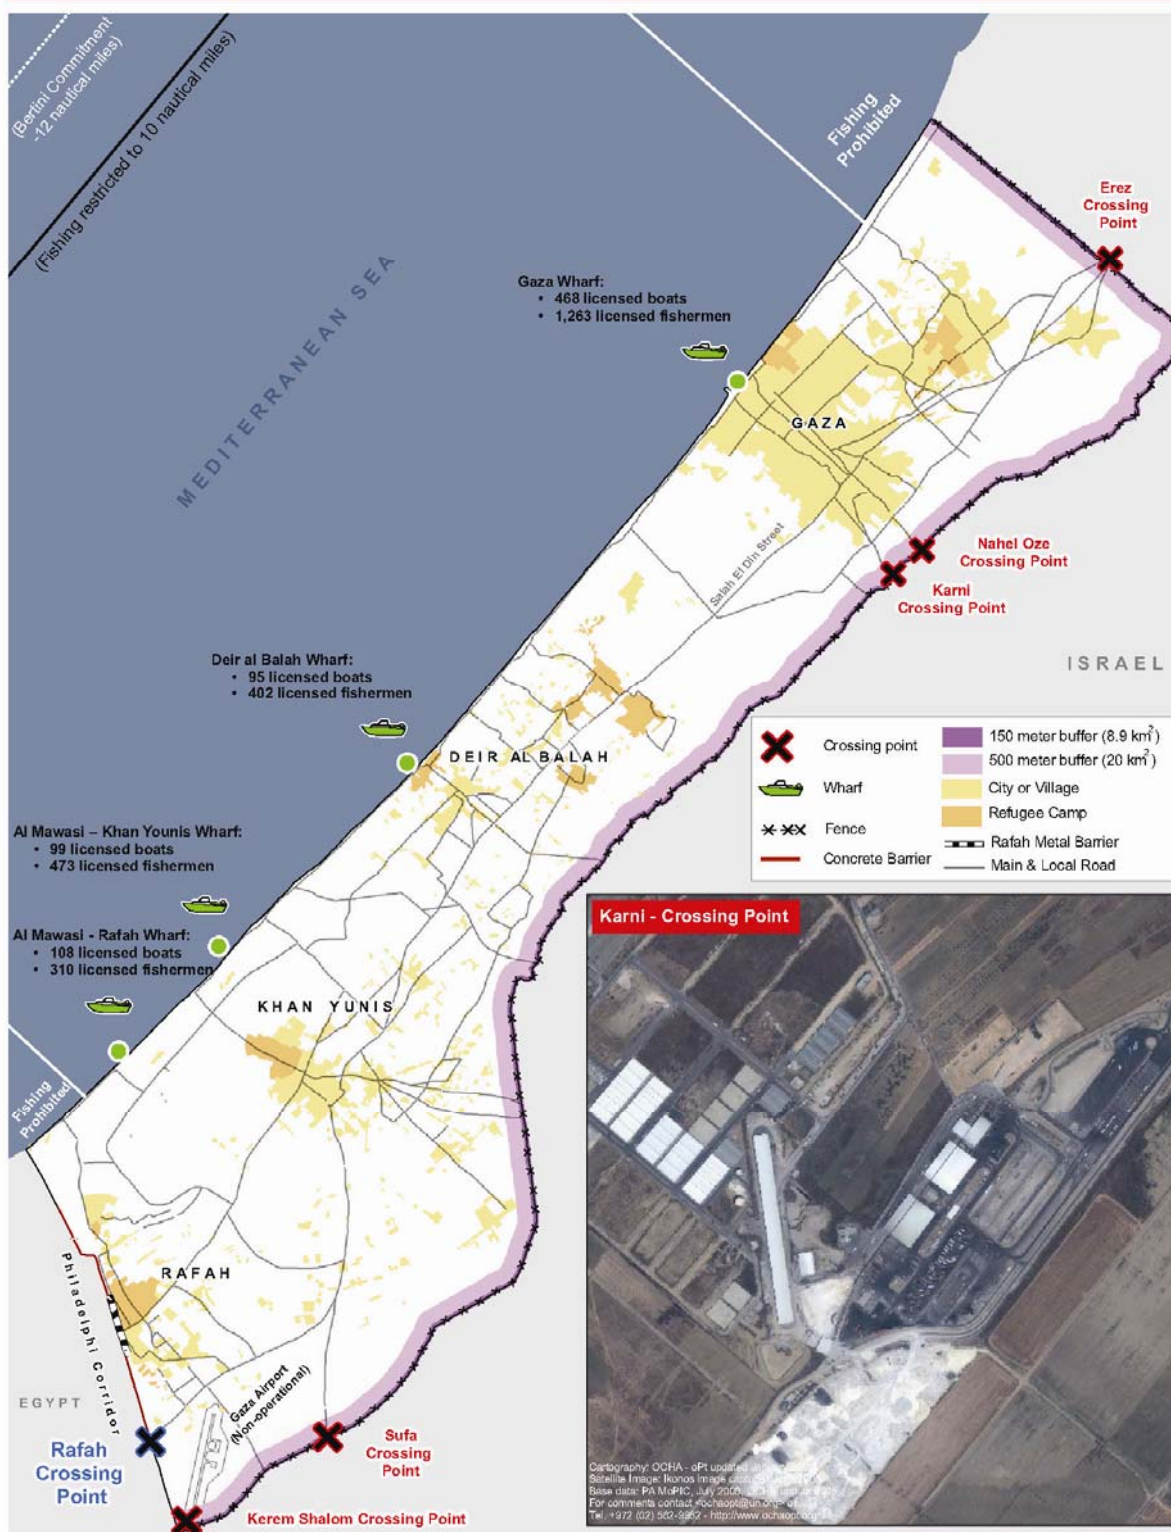 (Bertini Commitment
-12 nautical miles)
(Fishing restricted to 10 nautical miles)
Fishing
Prohibited
Erez
Crossing
Point
MEDITERRANEAN SEA
Gaza Wharf:
• 468 licensed boats
• 1,263 licensed fishermen
GAZA
Salah El Din Street
Nahel Oze
Crossing Point
Karni
Crossing Point
ISRAEL
Deir al Balah Wharf:
• 95 licensed boats
• 402 licensed fishermen
DEIR AL BALAH
Crossing point
Wharf
Fence
Concrete Barrier
150 meter buffer (8.9 km²)
500 meter buffer (20 km²)
City or Village
Refugee Camp
Rafah Metal Barrier
Main & Local Road
Al Mawasi – Khan Younis Wharf:
• 99 licensed boats
• 473 licensed fishermen
Al Mawasi - Rafah Wharf:
• 108 licensed boats
• 310 licensed fishermen
KHAN YUNIS
Fishing
Prohibited
RAFAH
Philadelphi Corridor
EGYPT
Gaza Airport
(Non-operational)
Rafah
Crossing
Point
Sufa
Crossing
Point
Kerem Shalom Crossing Point
Karni - Crossing Point
Cartography: OCHA - oPt updated
Satellite Image: Ikonos Image
Base data: PA MoPIC, July 2000,
For comments contact <ochaopt@un.org>
Tel. +972 (02) 582-9962 - http://www.ochaopt.org